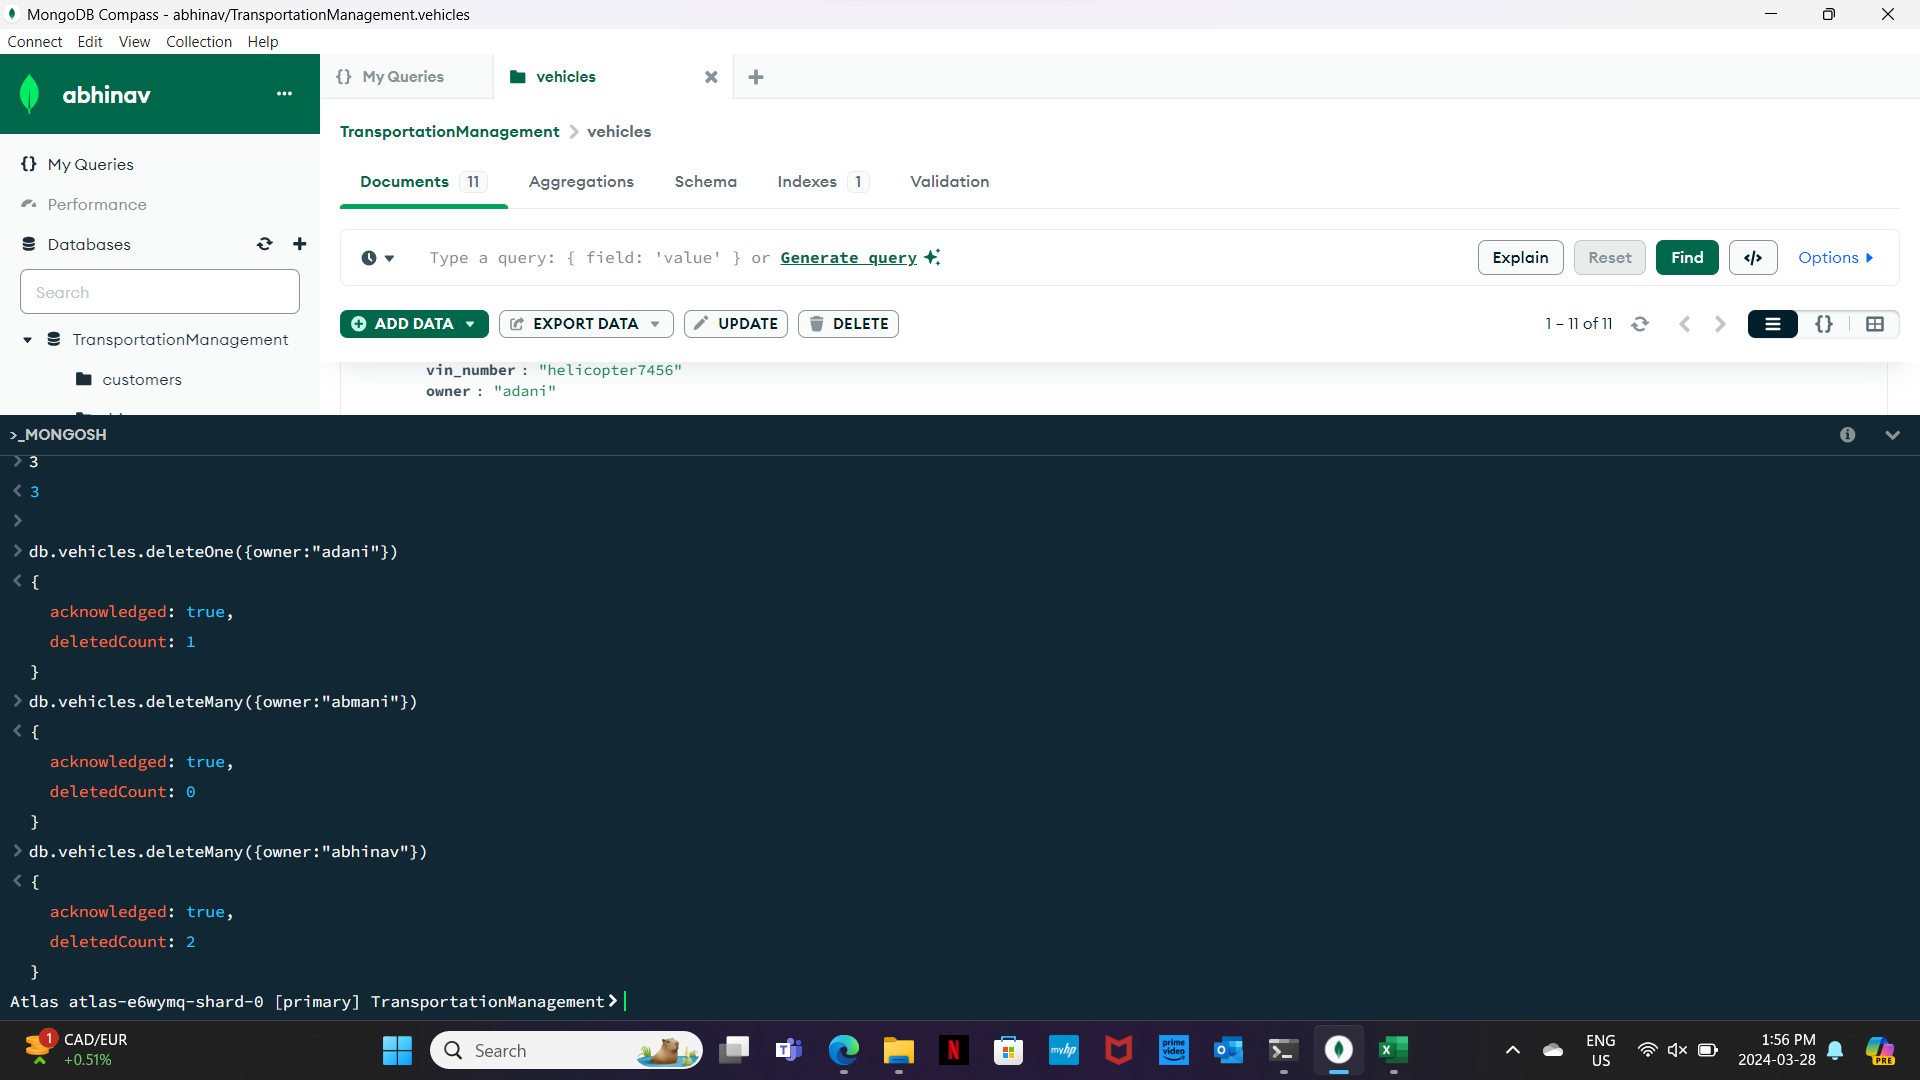 MongoDB Compass - abhinav/TransportationManagement.vehicles
Connect Edit View Collection Help
abhinav ...
{} My Queries
vehicles
{} My Queries
Performance
Databases
Search
TransportationManagement
customers
TransportationManagement > vehicles
Documents 11 Aggregations Schema Indexes 1 Validation
Type a query: { field: 'value' } or Generate query
Explain Reset Find </> Options
ADD DATA EXPORT DATA UPDATE DELETE
1 – 11 of 11 {}
vin_number : "helicopter7456"
owner : "adani"
>_MONGOSH
> 3
< 3
>
> db.vehicles.deleteOne({owner:"adani"})
< {
acknowledged: true,
deletedCount: 1
}
> db.vehicles.deleteMany({owner:"abmani"})
< {
acknowledged: true,
deletedCount: 0
}
> db.vehicles.deleteMany({owner:"abhinav"})
< {
acknowledged: true,
deletedCount: 2
}
Atlas atlas-e6wymq-shard-0 [primary] TransportationManagement>
1
CAD/EUR
+0.51%
Search
T
N
myhp
prime video
O
X
ENG
US
1:56 PM
2024-03-28
PRE